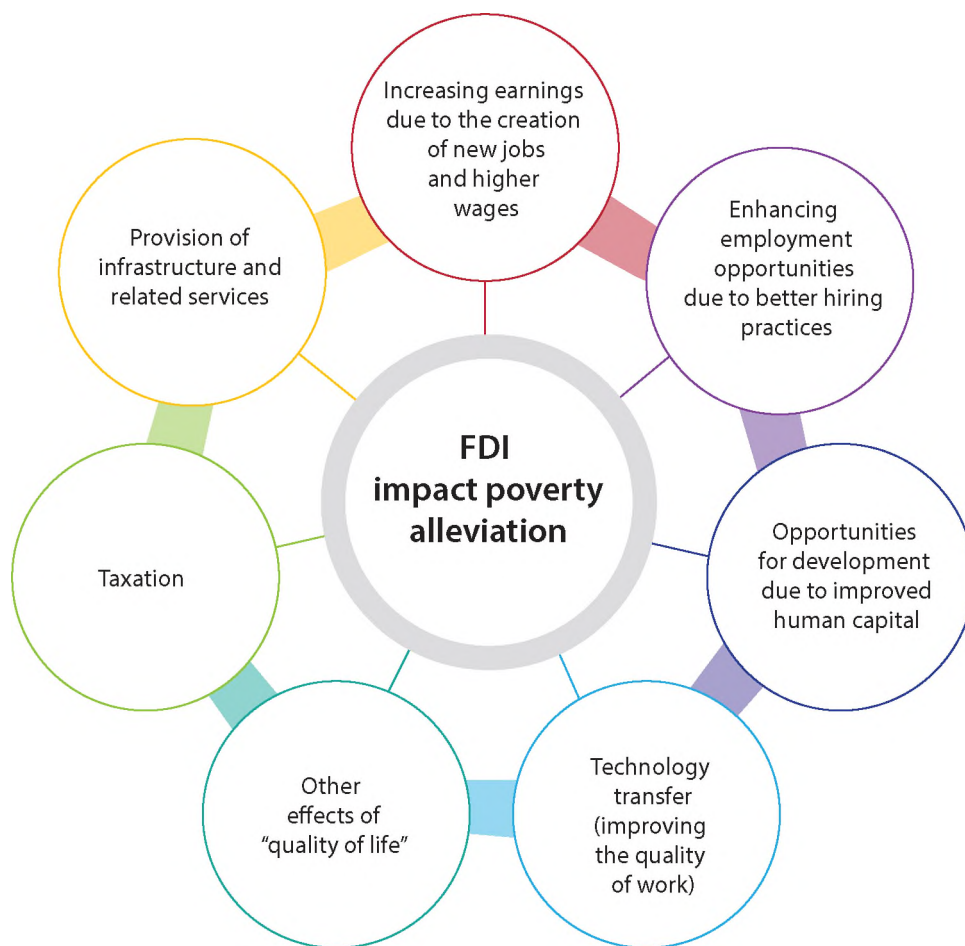 Increasing earnings
due to the creation
of new jobs
and higher
wages
Enhancing
employment
opportunities
due to better hiring
practices
Opportunities
for development
due to improved
human capital
Technology
transfer
(improving
the quality
of work)
Other
effects of
“quality of life”
Taxation
Provision of
infrastructure and
related services
FDI
impact poverty
alleviation